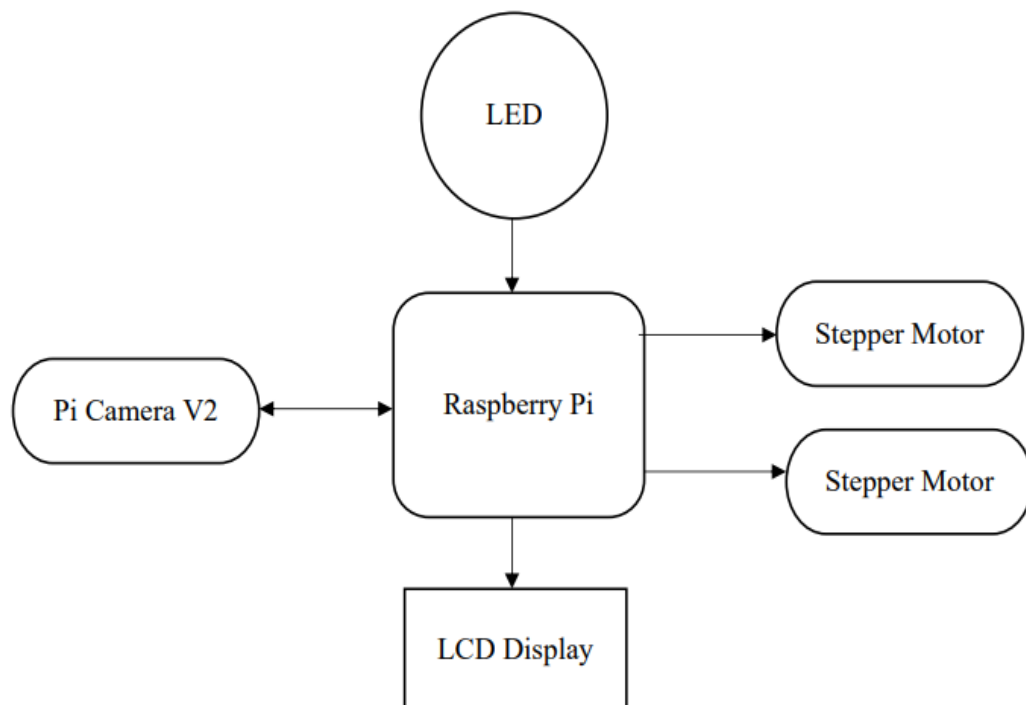 LED
Stepper Motor
Pi Camera V2
Raspberry Pi
Stepper Motor
LCD Display